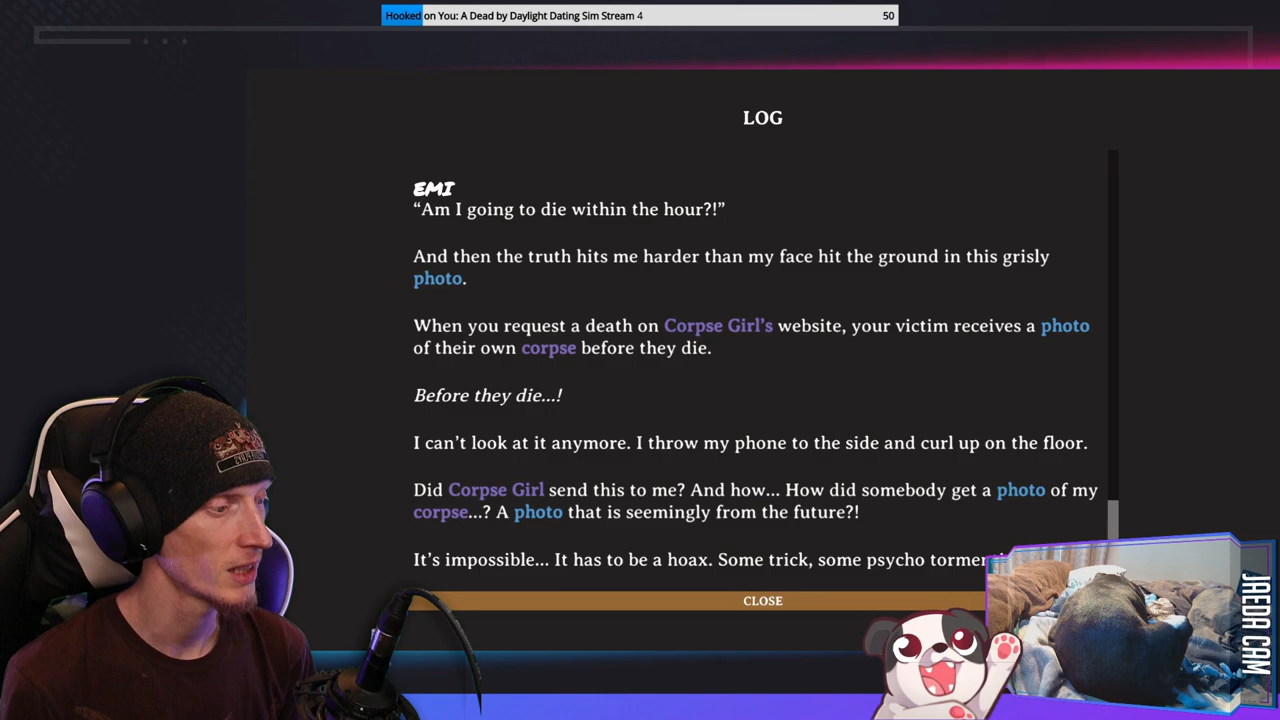 Hooked on You: A Dead by Daylight Dating Sim Stream 4
50
LOG
EMI
“Am I going to die within the hour?!”
And then the truth hits me harder than my face hit the ground in this grisly
photo.
When you request a death on Corpse Girl’s website, your victim receives a photo
of their own corpse before they die.
Before they die...!
I can’t look at it anymore. I throw my phone to the side and curl up on the floor.
Did Corpse Girl send this to me? And how... How did somebody get a photo of my
corpse...? A photo that is seemingly from the future?!
It’s impossible... It has to be a hoax. Some trick, some psycho
CLOSE
JAEDA CAM